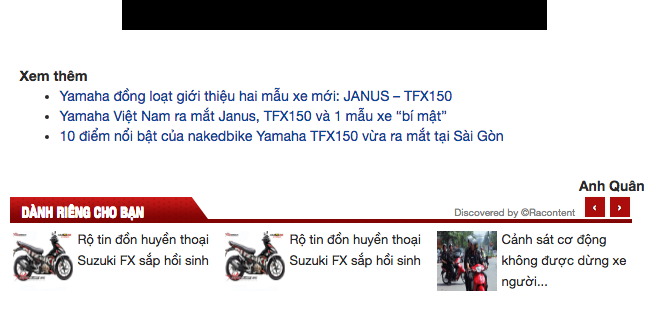 Xem thêm
Yamaha đồng loạt giới thiệu hai mẫu xe mới: JANUS – TFX150
Yamaha Việt Nam ra mắt Janus, TFX150 và 1 mẫu xe “bí mật”
10 điểm nổi bật của nakedbike Yamaha TFX150 vừa ra mắt tại Sài Gòn
Anh Quân
DÀNH RIÊNG CHO BẠN
Discovered by ©Racontent
‹ ›
Rộ tin đồn huyền thoại
Suzuki FX sắp hồi sinh
Rộ tin đồn huyền thoại
Suzuki FX sắp hồi sinh
Cảnh sát cơ động
không được dừng xe
người...